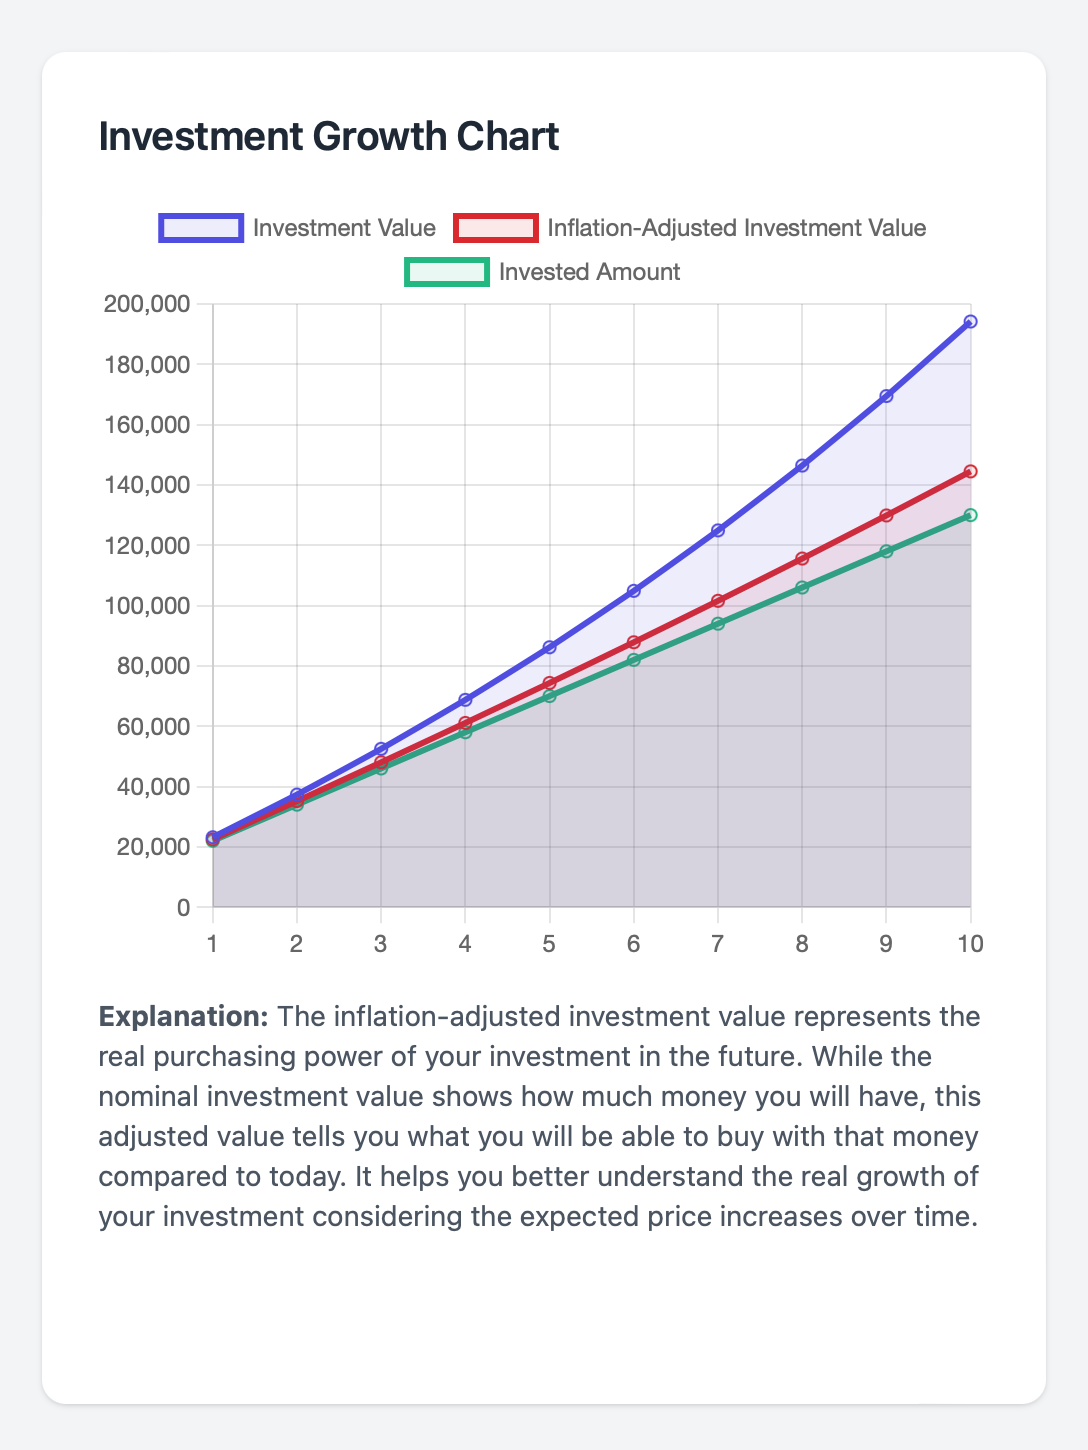 Investment Growth Chart
Investment Value
Inflation-Adjusted Investment Value
Invested Amount
200,000
180,000
160,000
140,000
120,000
100,000
80,000
60,000
40,000
20,000
0
1 2 3 4 5 6 7 8 9 10
Explanation: The inflation-adjusted investment value represents the
real purchasing power of your investment in the future. While the
nominal investment value shows how much money you will have, this
adjusted value tells you what you will be able to buy with that money
compared to today. It helps you better understand the real growth of
your investment considering the expected price increases over time.